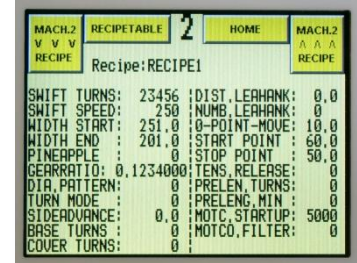 MACH.2 RECIPETABLE 2 HOME MACH.2
V V V Λ Λ Λ
RECIPE RECIPE
Recipe:RECIPE1
SWIFT TURNS: 23456 DIST,LEAHANK: 0,0
SWIFT SPEED: 250 NUMB,LEAHANK: 0
WIDTH START: 251,0 0-POINT-MOVE: 10,0
WIDTH END : 201,0 START POINT : 60,0
PINEAPPLE : 0 STOP POINT : 50,0
GEARRATIO: 0,1234000 TENS,RELEASE: 0
DIA,PATTERN: 0 PRELEN,TURNS: 0
TURN MODE : 0 PRELENG,MIN : 0
SIDEADVANCE: 0,0 MOTC,STARTUP: 5000
BASE TURNS : 0 MOTCO,FILTER: 0
COVER TURNS: 0